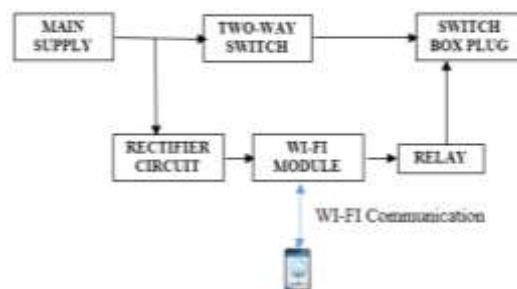 MAIN
SUPPLY
TWO-WAY
SWITCH
SWITCH
BOX PLUG
RECTIFIER
CIRCUIT
WI-FI
MODULE
RELAY
WI-FI Communication